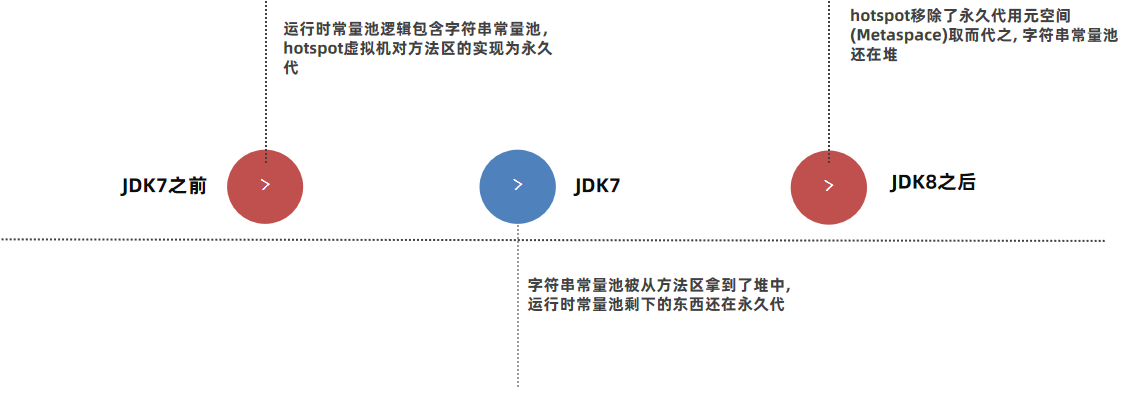 运行时常量池逻辑包含字符串常量池，
hotspot虚拟机对方法区的实现为永久
代
hotspot移除了永久代用元空间
(Metaspace)取而代之, 字符串常量池
还在堆
JDK7之前
JDK7
JDK8之后
字符串常量池被从方法区拿到了堆中,
运行时常量池剩下的东西还在永久代